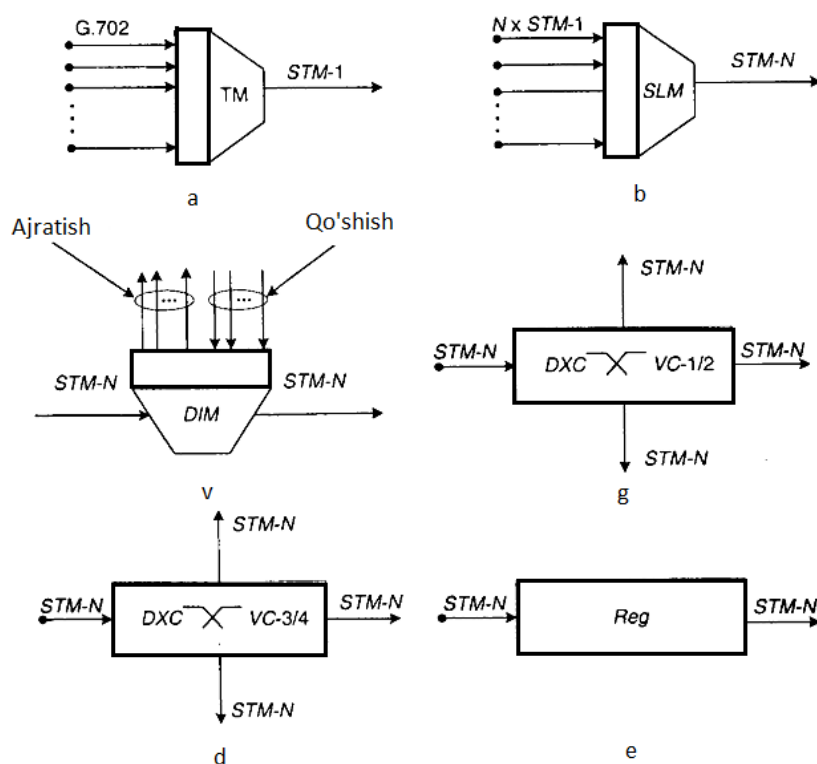 G.702
TM
STM-1
a
N x STM-1
SLM
STM-N
b
Ajratish
Qo'shish
...
...
STM-N
STM-N
DIM
v
STM-N
STM-N
DXC VC-1/2
STM-N
STM-N
g
STM-N
STM-N
DXC VC-3/4
STM-N
STM-N
d
STM-N
Reg
STM-N
e